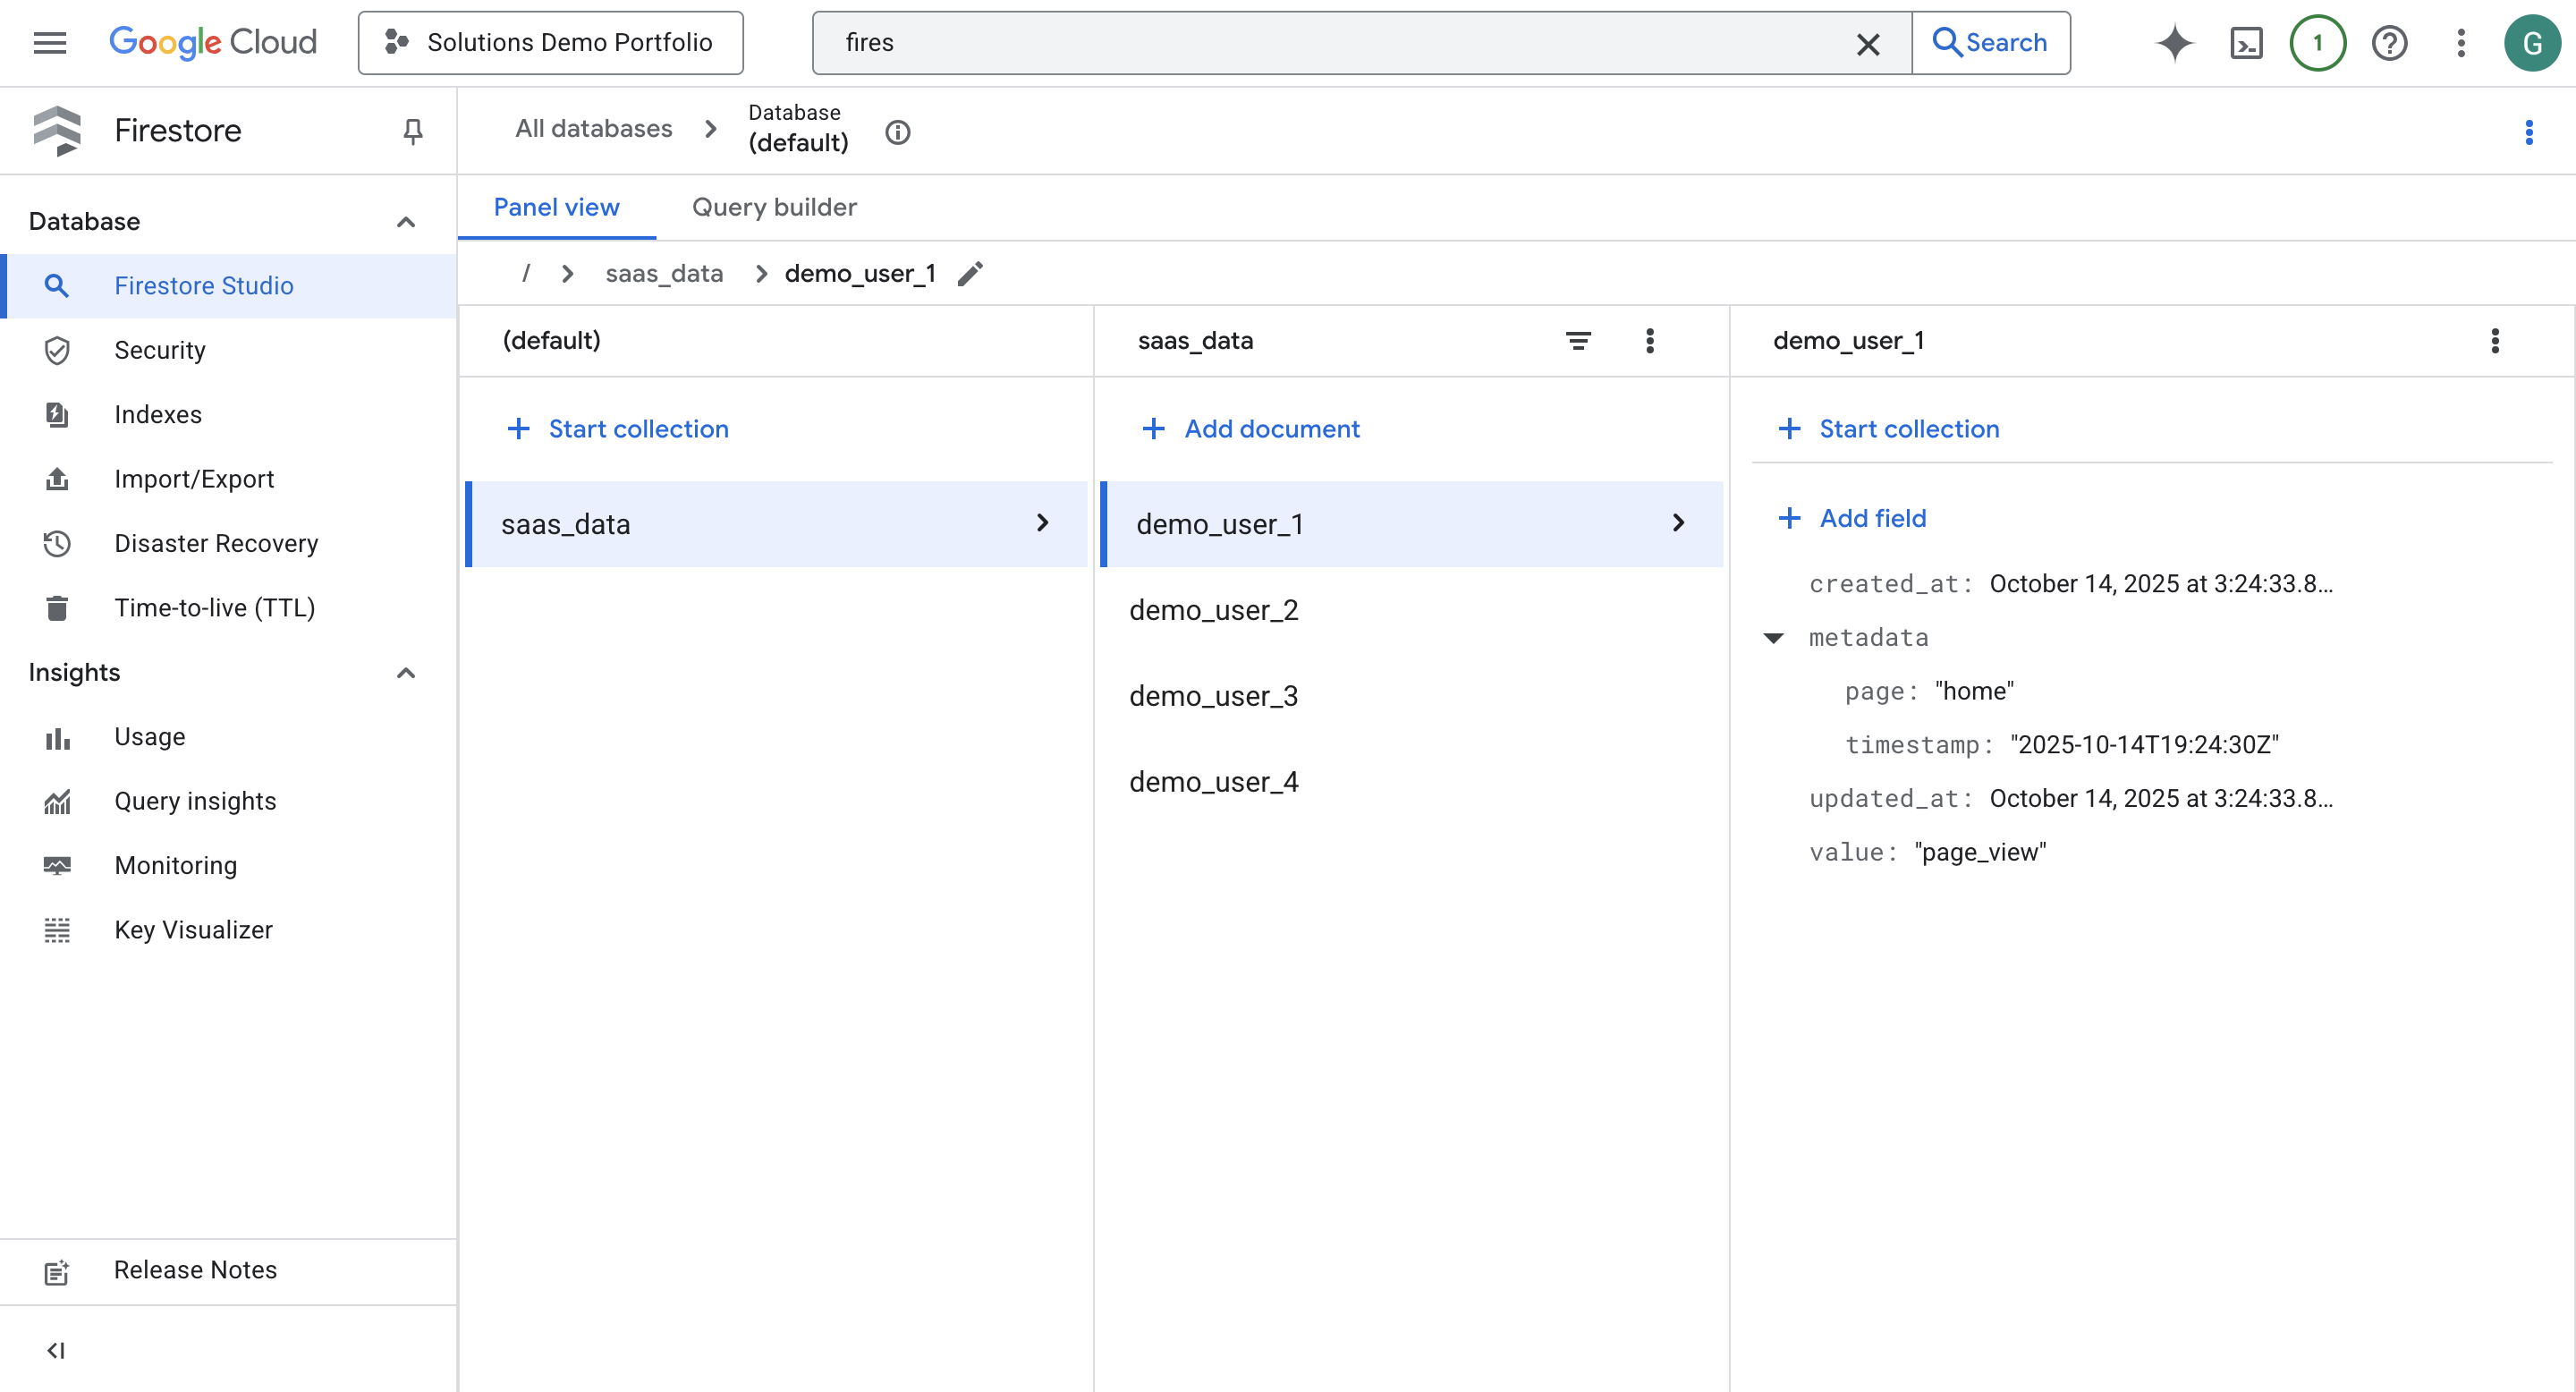 Google Cloud
Solutions Demo Portfolio
fires
Search
1
G
Firestore
All databases
Database
(default)
Database
Firestore Studio
Security
Indexes
Import/Export
Disaster Recovery
Time-to-live (TTL)
Insights
Usage
Query insights
Monitoring
Key Visualizer
Release Notes
Panel view
Query builder
/
saas_data
demo_user_1
(default)
Start collection
saas_data
saas_data
Add document
demo_user_1
demo_user_2
demo_user_3
demo_user_4
demo_user_1
Start collection
Add field
created_at: October 14, 2025 at 3:24:33.8...
metadata
page: "home"
timestamp: "2025-10-14T19:24:30Z"
updated_at: October 14, 2025 at 3:24:33.8...
value: "page_view"